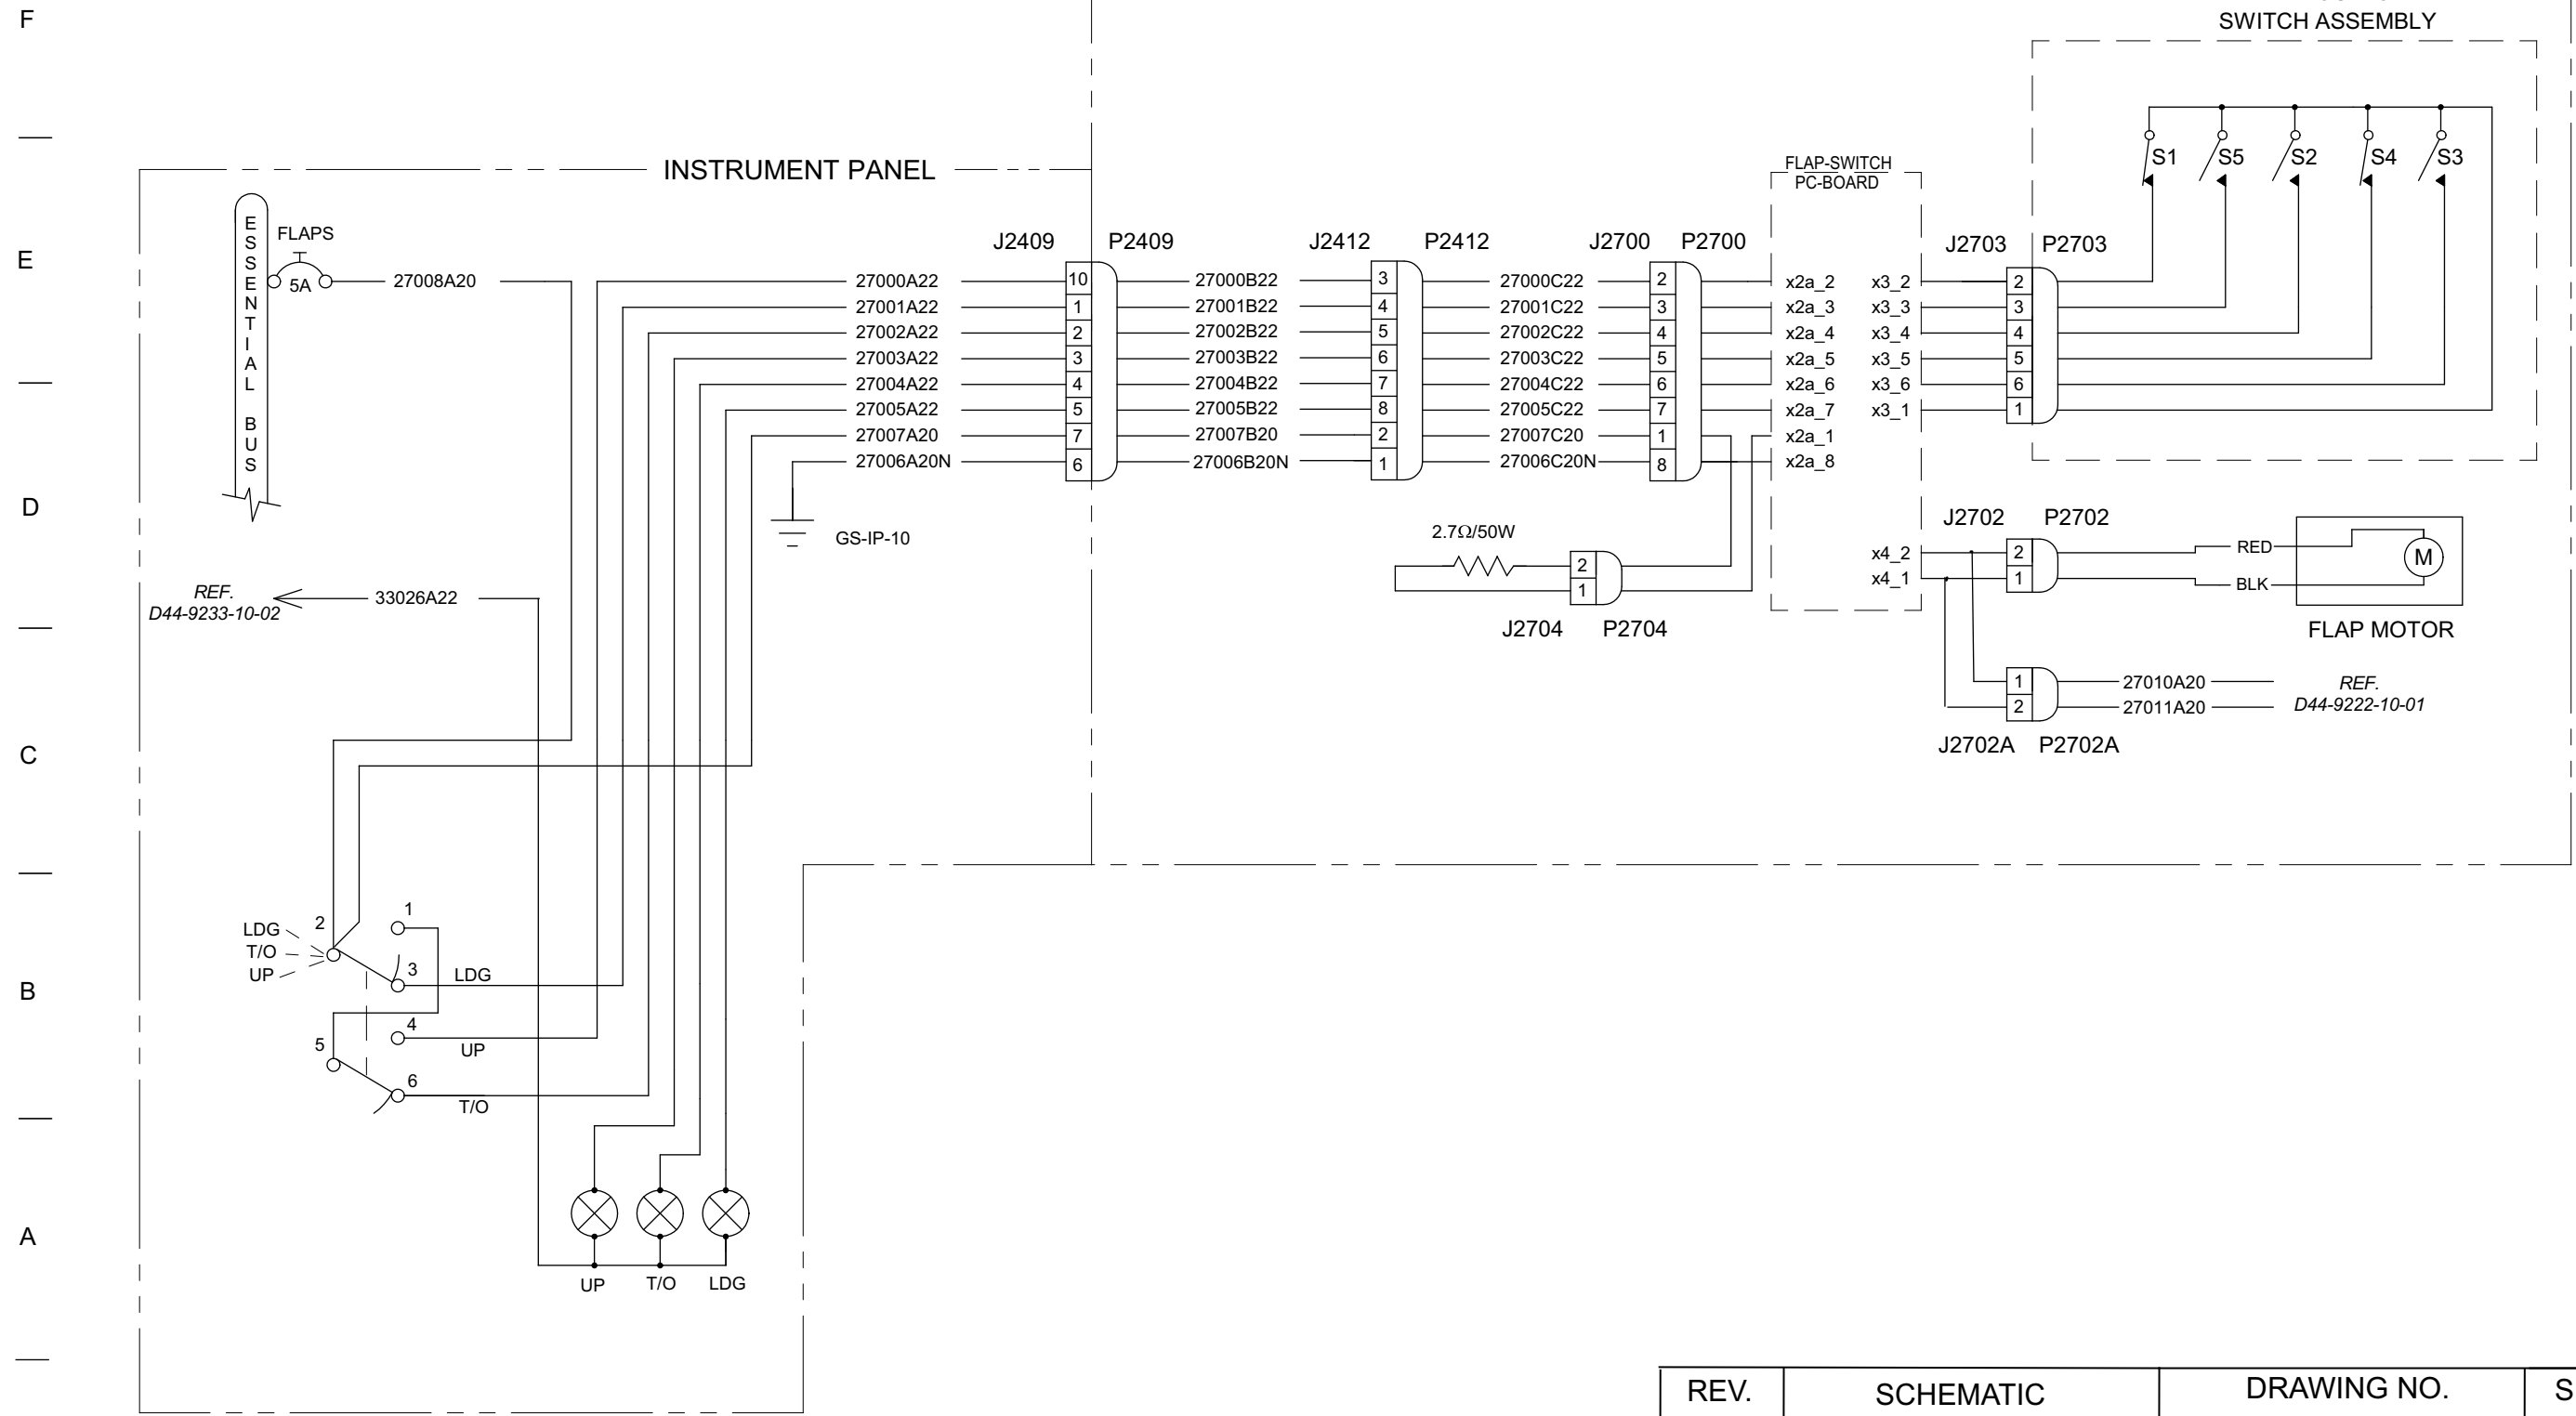 F
SWITCH ASSEMBLY
S1 S5 S2 S4 S3
INSTRUMENT PANEL
FLAP-SWITCH
PC-BOARD
E
ESSENTIAL BUS
FLAPS
5A
27008A20
J2409 P2409 J2412 P2412 J2700 P2700 J2703 P2703
27000A22 10 27000B22 3 27000C22 2 x2a_2 x3_2 2
27001A22 1 27001B22 4 27001C22 3 x2a_3 x3_3 3
27002A22 2 27002B22 5 27002C22 4 x2a_4 x3_4 4
27003A22 3 27003B22 6 27003C22 5 x2a_5 x3_5 5
27004A22 4 27004B22 7 27004C22 6 x2a_6 x3_6 6
27005A22 5 27005B22 8 27005C22 7 x2a_7 x3_1 1
27007A20 7 27007B20 2 27007C20 1 x2a_1
27006A20N 6 27006B20N 1 27006C20N 8 x2a_8
D
GS-IP-10
2.7Ω/50W
2
1
J2704 P2704
J2702 P2702
x4_2 2 RED
x4_1 1 BLK
M
FLAP MOTOR
REF.
D44-9233-10-02
33026A22
1 27010A20
2 27011A20
REF.
D44-9222-10-01
J2702A P2702A
C
B
LDG
T/O
UP
2
1
3 LDG
4
UP
5
6
T/O
A
UP T/O LDG
REV. SCHEMATIC DRAWING NO. S